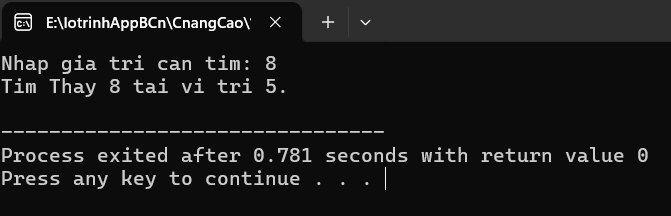 E:\lotrinhAppBCn\CnangCao\
Nhap gia tri can tim: 8
Tim Thay 8 tai vi tri 5.
--------------------------------
Process exited after 0.781 seconds with return value 0
Press any key to continue . . .